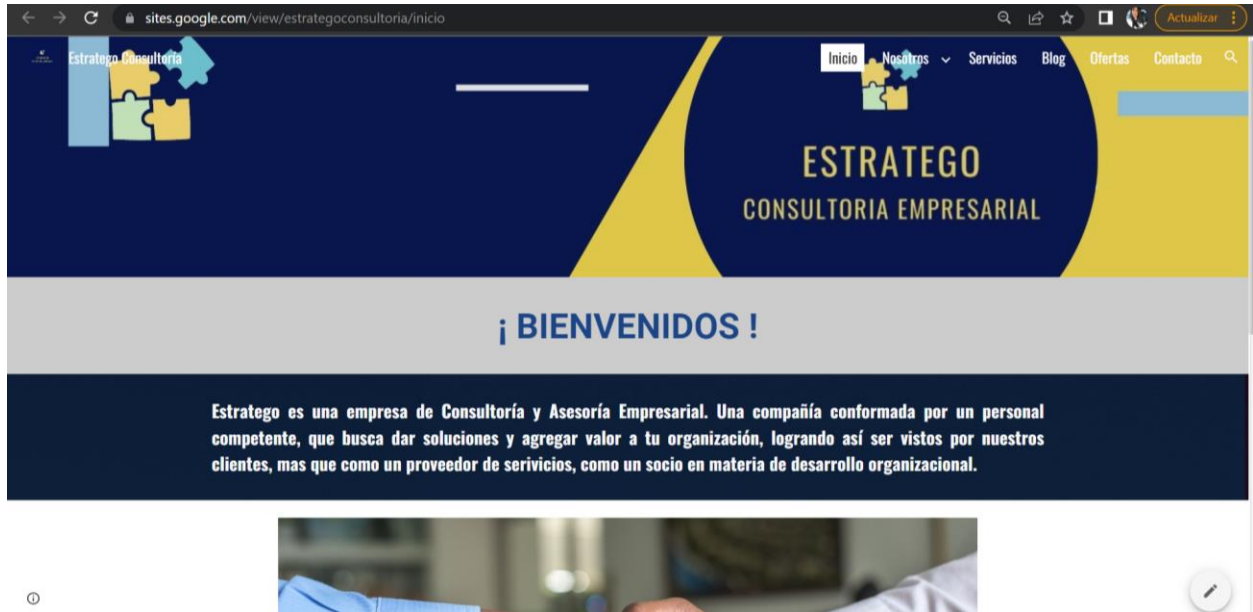 sites.google.com/view/estrategoconsultoria/inicio
Actualizar
Estratego Consultoría
Inicio
Nosotros
Servicios
Blog
Ofertas
Contacto
ESTRATEGO
CONSULTORIA EMPRESARIAL
¡ BIENVENIDOS !
Estratego es una empresa de Consultoría y Asesoría Empresarial. Una compañía conformada por un personal
competente, que busca dar soluciones y agregar valor a tu organización, logrando así ser vistos por nuestros
clientes, mas que como un proveedor de serivicios, como un socio en materia de desarrollo organizacional.